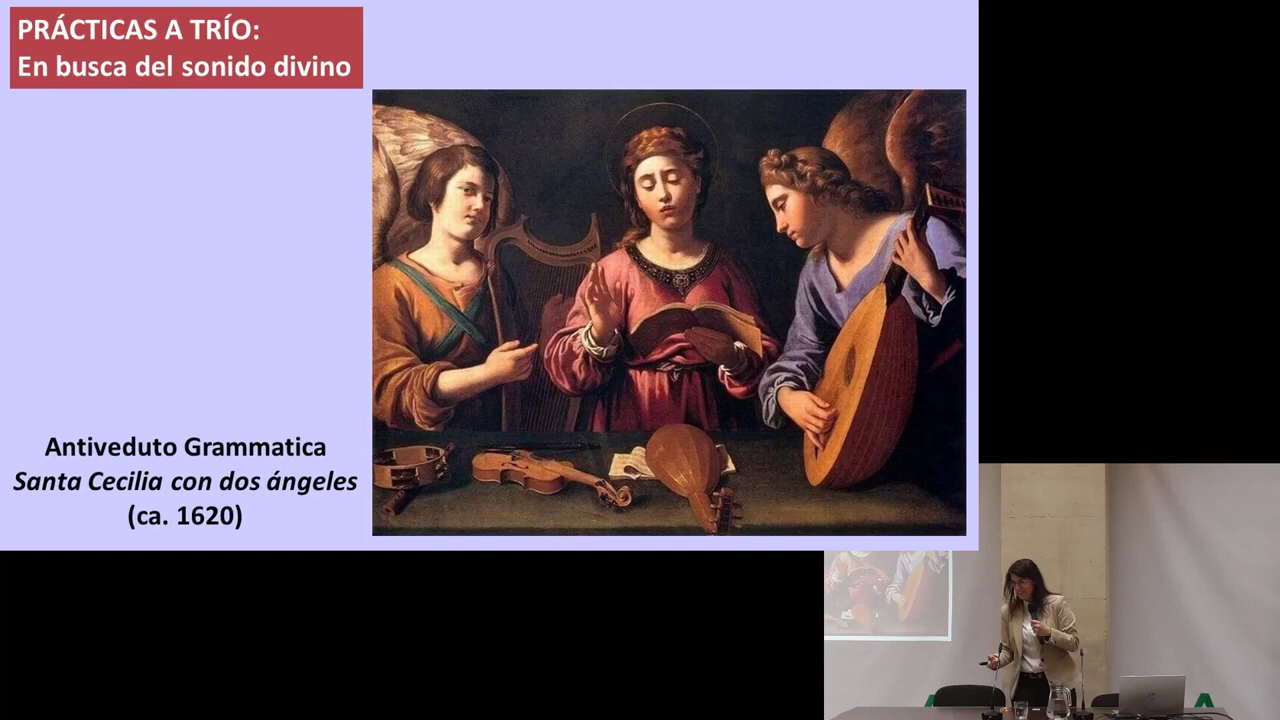 PRÁCTICAS A TRÍO:
En busca del sonido divino
Antiveduto Grammatica
Santa Cecilia con dos ángeles
(ca. 1620)